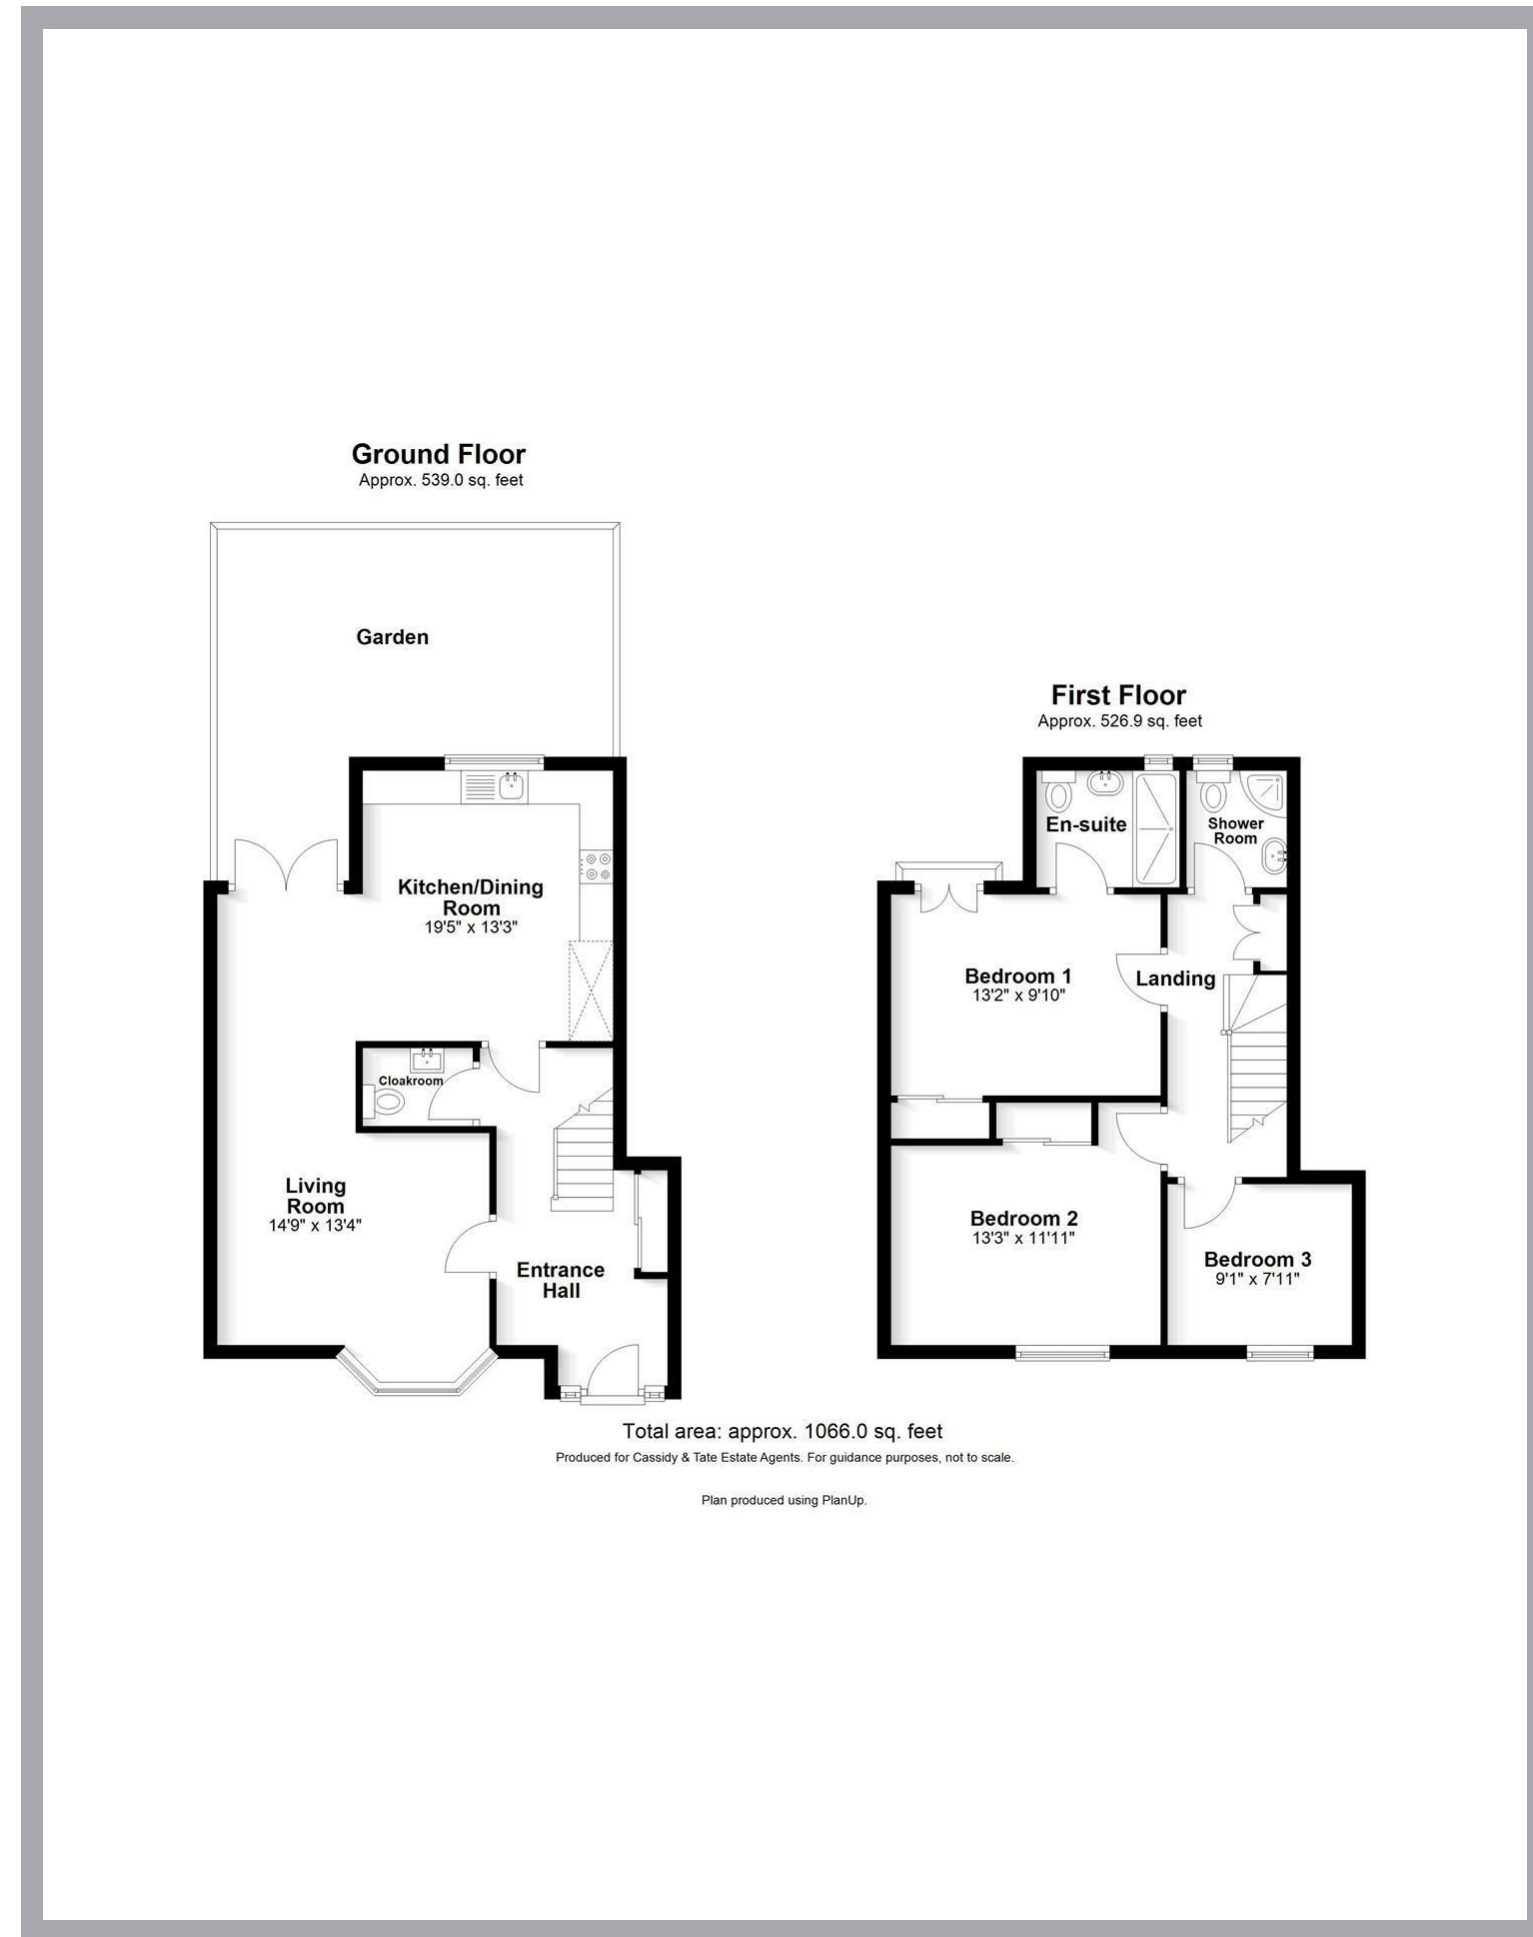 Ground Floor
Approx. 539.0 sq. feet
Garden
Kitchen/Dining
Room
19'5" x 13'3"
Cloakroom
Living
Room
14'9" x 13'4"
Entrance
Hall
First Floor
Approx. 526.9 sq. feet
En-suite
Shower
Room
Bedroom 1
13'2" x 9'10"
Landing
Bedroom 2
13'3" x 11'11"
Bedroom 3
9'1" x 7'11"
Total area: approx. 1066.0 sq. feet
Produced for Cassidy & Tate Estate Agents. For guidance purposes, not to scale.
Plan produced using PlanUp.